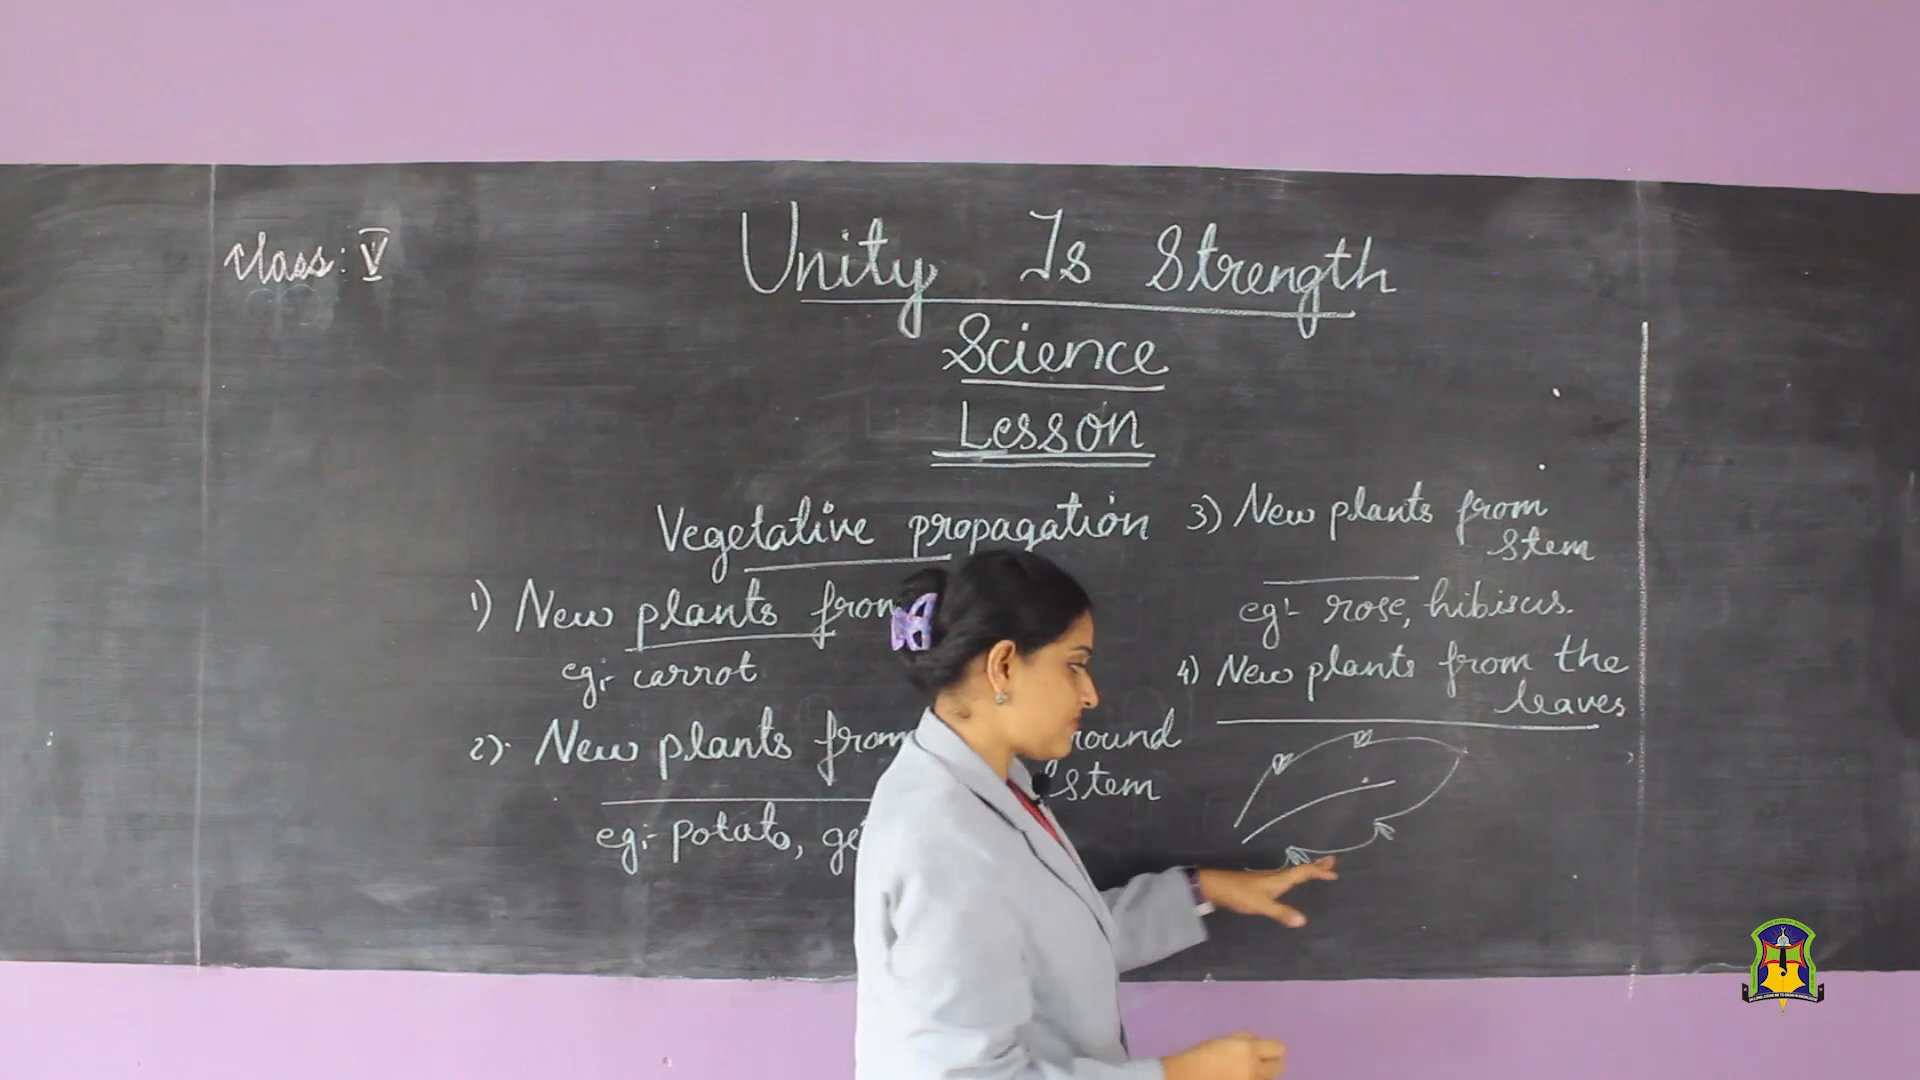 Class: V
Unity Is Strength
Science
Lesson
Vegetative propagation
1) New plants from
eg:- carrot
2). New plants from
stem
eg:- potato,
3) New plants from
stem
eg:- rose, hibiscus.
4) New plants from the
leaves